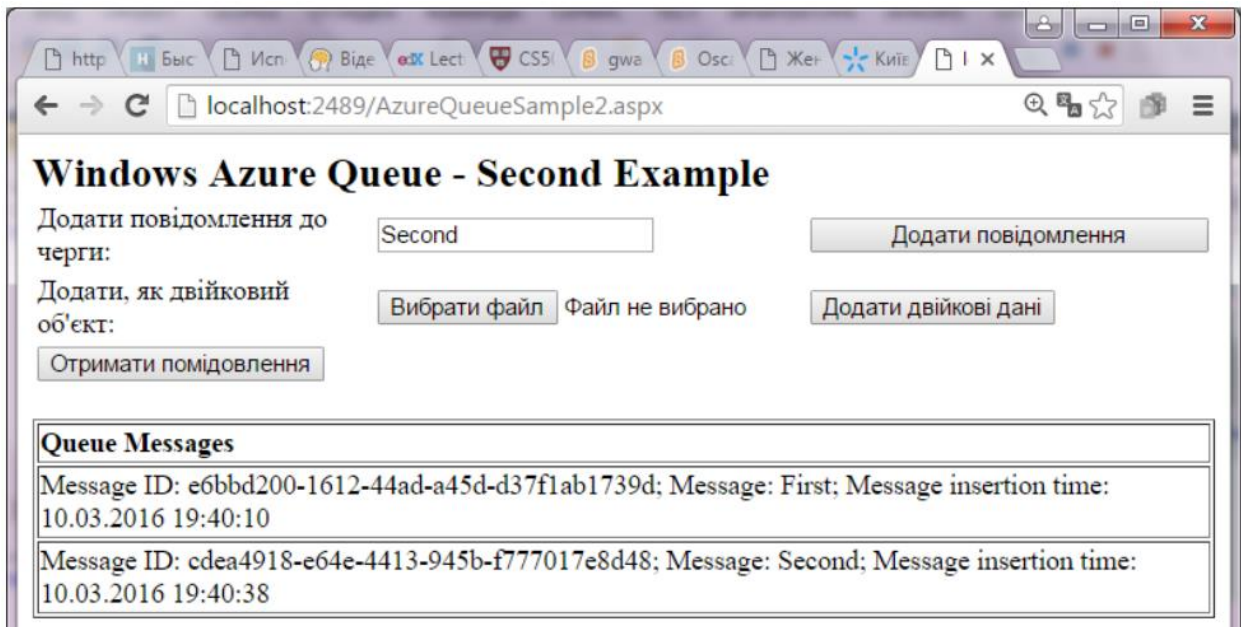 http Быс Исп Віде edX Lect CS50 gwa Osca Жен Київ
localhost:2489/AzureQueueSample2.aspx
Windows Azure Queue - Second Example
Додати повідомлення до
черги:
Second
Додати повідомлення
Додати, як двійковий
об'єкт:
Вибрати файл Файл не вибрано
Додати двійкові дані
Отримати помідовлення
Queue Messages
Message ID: e6bbd200-1612-44ad-a45d-d37f1ab1739d; Message: First; Message insertion time:
10.03.2016 19:40:10
Message ID: cdea4918-e64e-4413-945b-f777017e8d48; Message: Second; Message insertion time:
10.03.2016 19:40:38